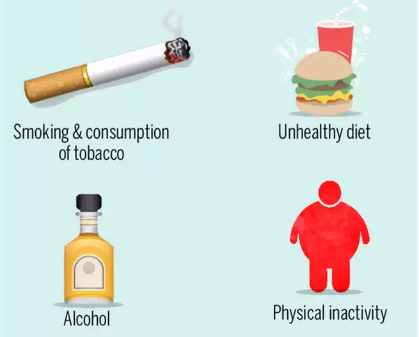 Smoking & consumption
of tobacco
Unhealthy diet
Alcohol
Physical inactivity